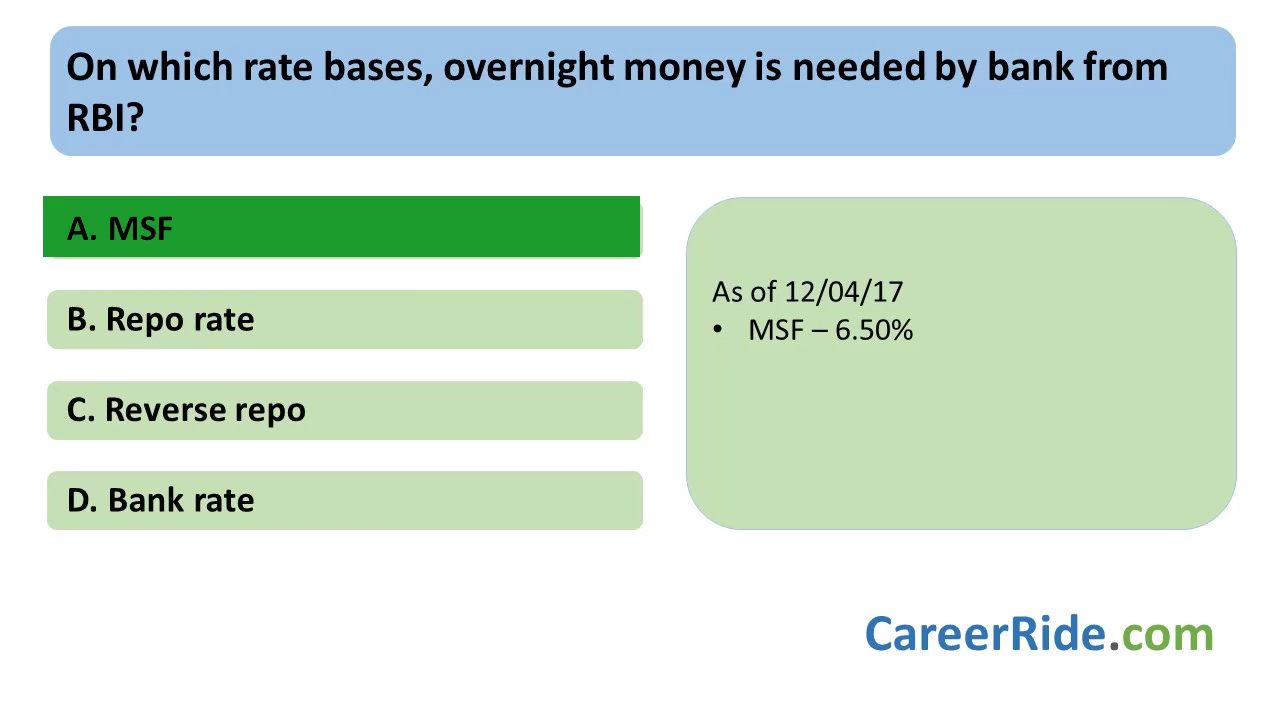 On which rate bases, overnight money is needed by bank from
RBI?
A. MSF
B. Repo rate
C. Reverse repo
D. Bank rate
As of 12/04/17
• MSF – 6.50%
CareerRide.com